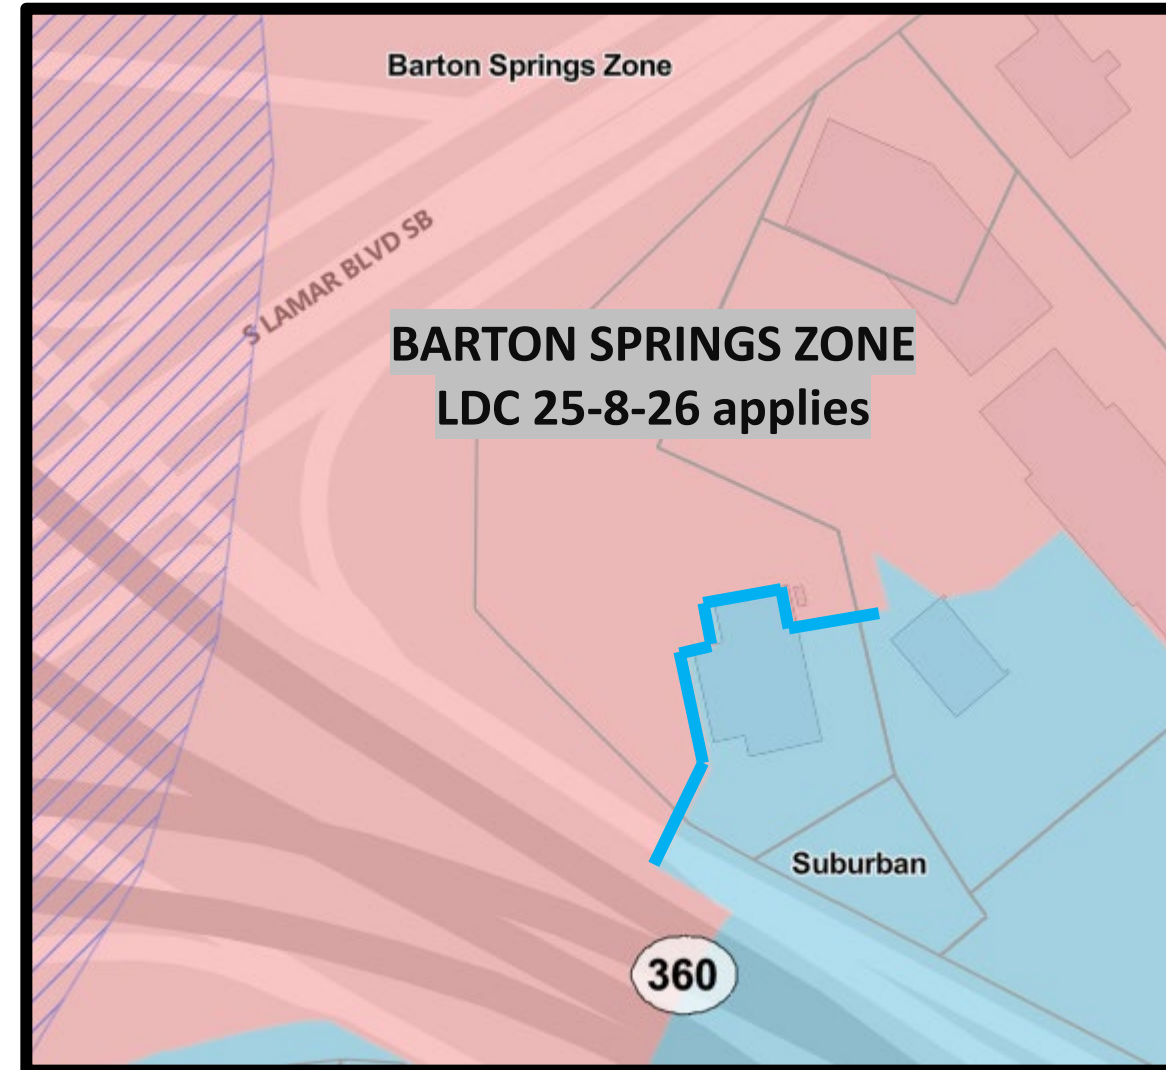 Barton Springs Zone
S LAMAR BLVD SB
BARTON SPRINGS ZONE
LDC 25-8-26 applies
Suburban
360